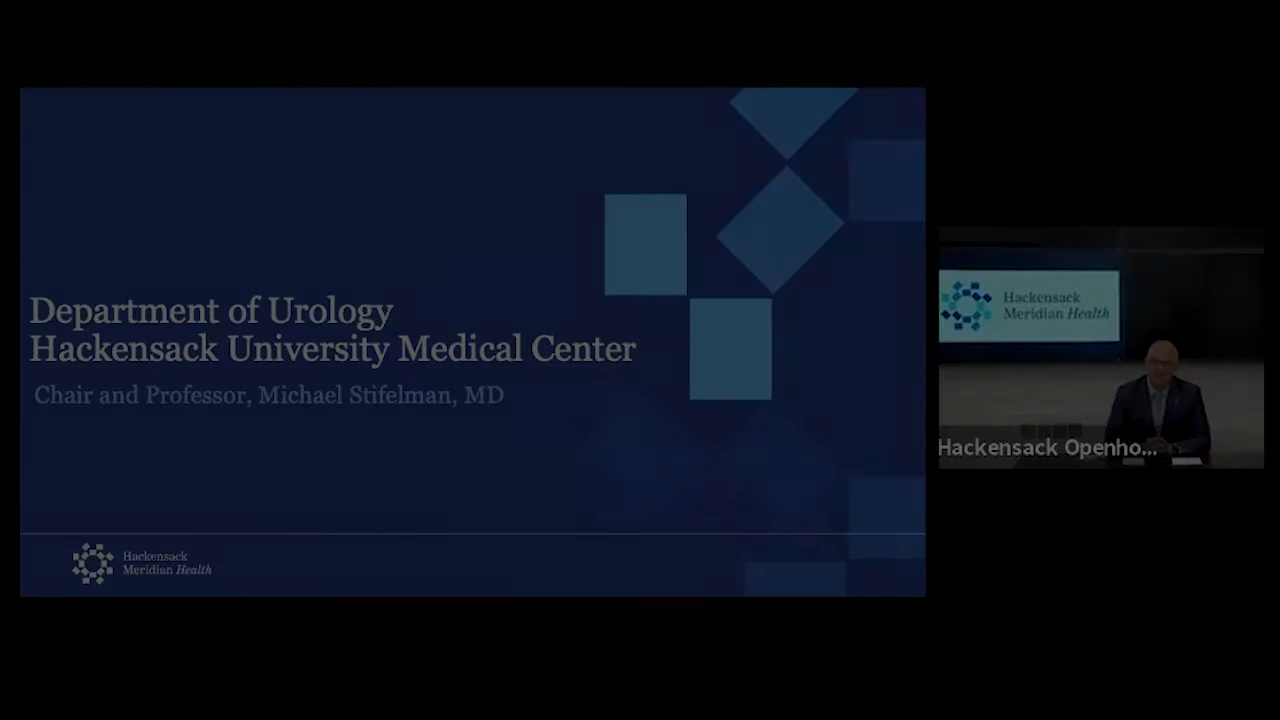 Department of Urology
Hackensack University Medical Center
Chair and Professor, Michael Stifelman, MD
Hackensack
Meridian Health
Hackensack
Meridian Health
Hackensack Openho...